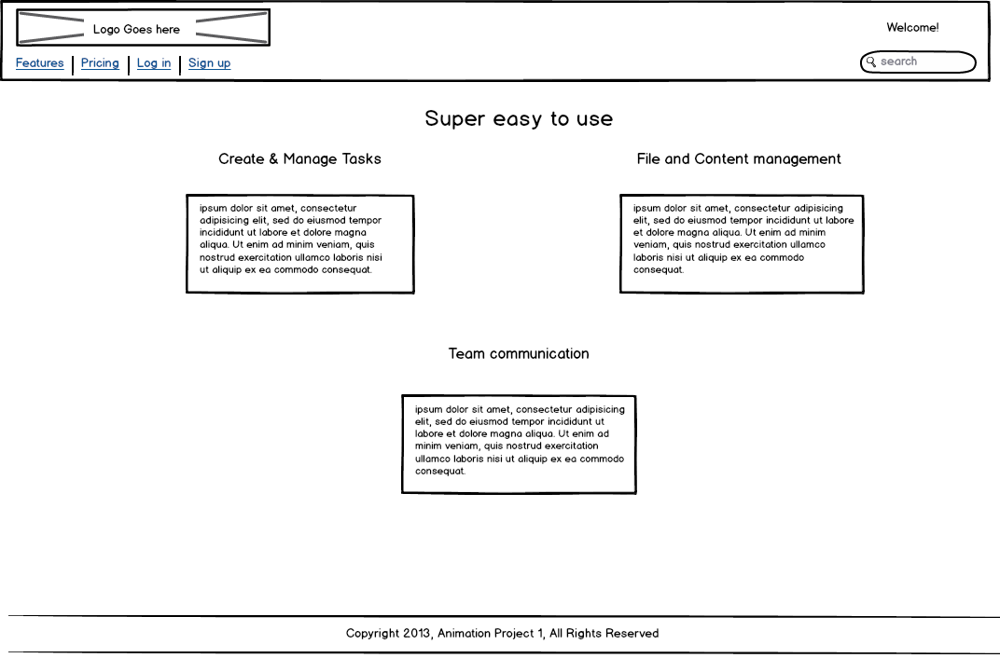 Logo Goes here
Welcome!
Features
Pricing
Log in
Sign up
search
Super easy to use
Create & Manage Tasks
ipsum dolor sit amet, consectetur
adipisicing elit, sed do eiusmod tempor
incididunt ut labore et dolore magna
aliqua. Ut enim ad minim veniam, quis
nostrud exercitation ullamco laboris nisi
ut aliquip ex ea commodo consequat.
File and Content management
ipsum dolor sit amet, consectetur adipisicing
elit, sed do eiusmod tempor incididunt ut labore
et dolore magna aliqua. Ut enim ad minim
veniam, quis nostrud exercitation ullamco
laboris nisi ut aliquip ex ea commodo
consequat.
Team communication
ipsum dolor sit amet, consectetur adipisicing
elit, sed do eiusmod tempor incididunt ut
labore et dolore magna aliqua. Ut enim ad
minim veniam, quis nostrud exercitation
ullamco laboris nisi ut aliquip ex ea commodo
consequat.
Copyright 2013, Animation Project 1, All Rights Reserved